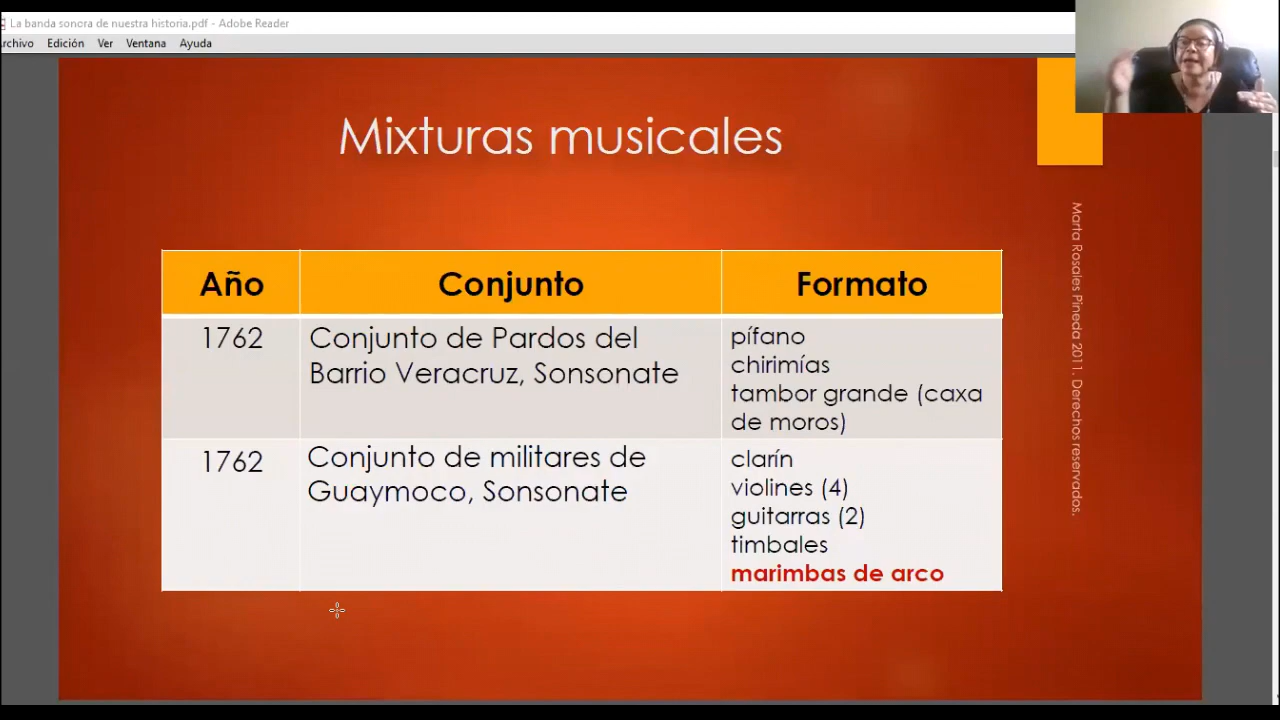 La banda sonora de nuestra historia.pdf - Adobe Reader
rchivo Edición Ver Ventana Ayuda
Mixturas musicales
Año Conjunto Formato
1762
Conjunto de Pardos del
Barrio Veracruz, Sonsonate
pífano
chirimías
tambor grande (caxa
de moros)
1762
Conjunto de militares de
Guaymoco, Sonsonate
clarín
violines (4)
guitarras (2)
timbales
marimbas de arco
Marta Rosales Pineda 2011. Derechos reservados.